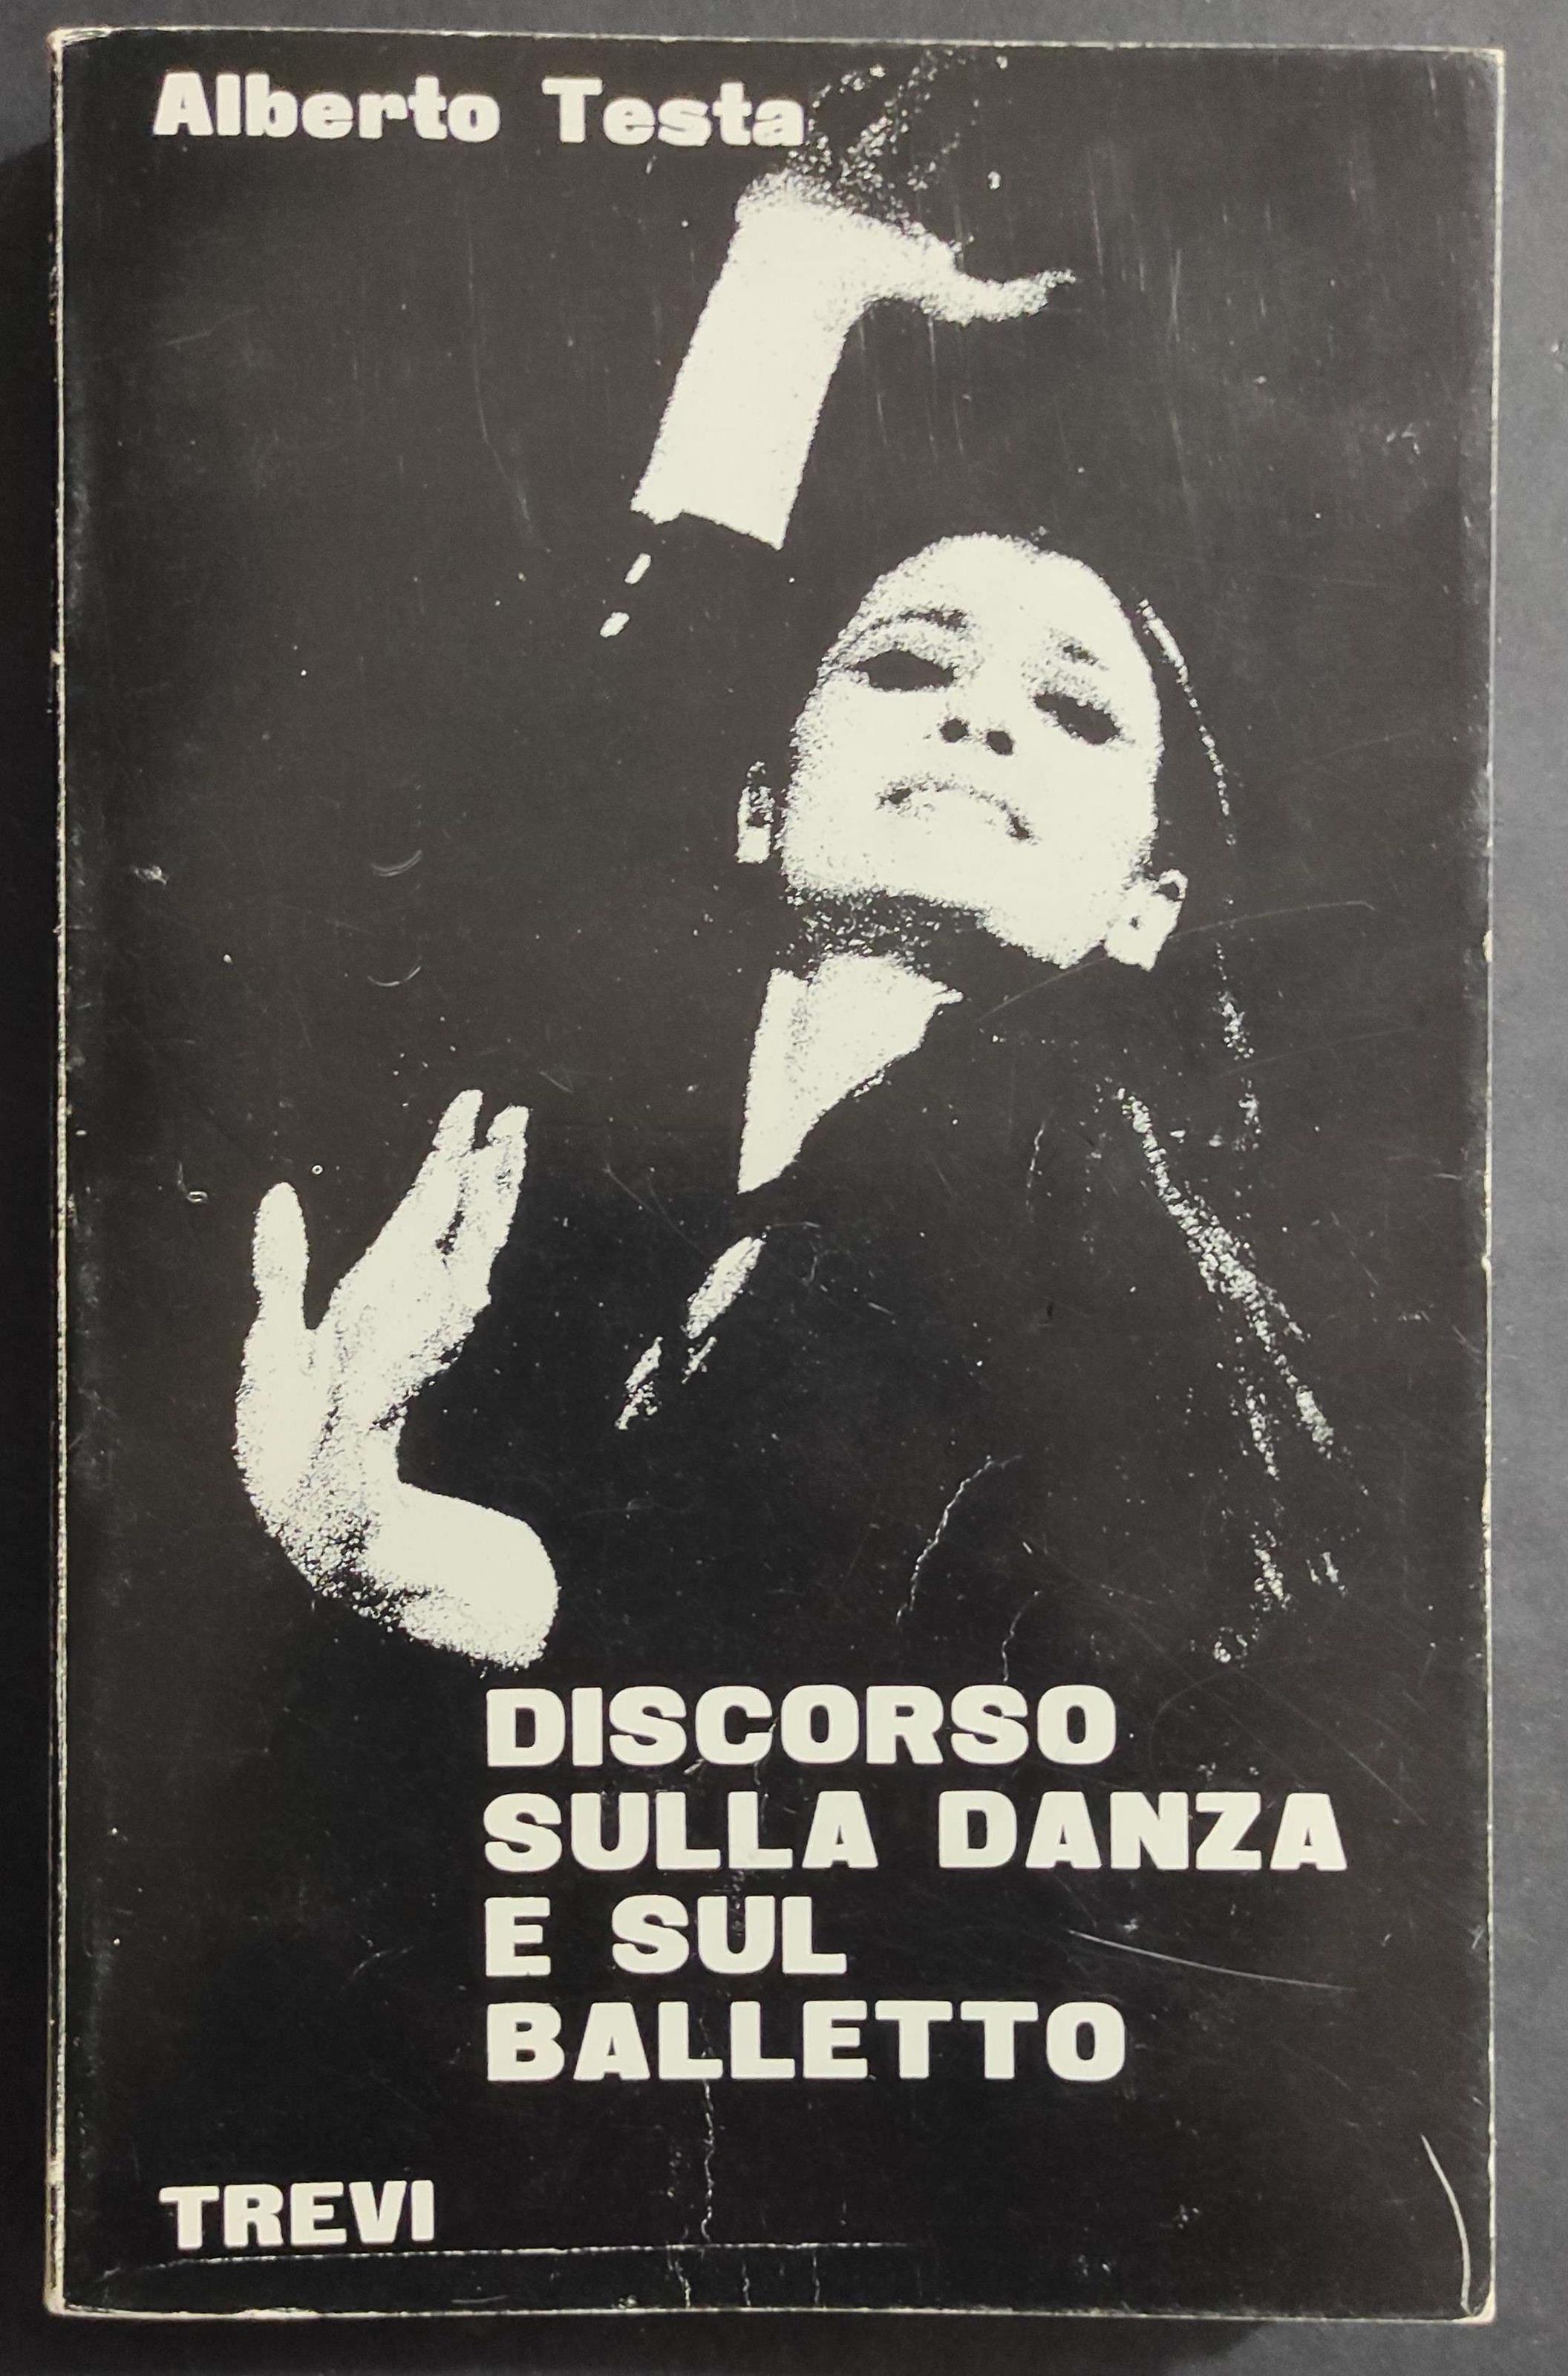 Alberto Testa
DISCORSO
SULLA DANZA
E SUL
BALLETTO
TREVI